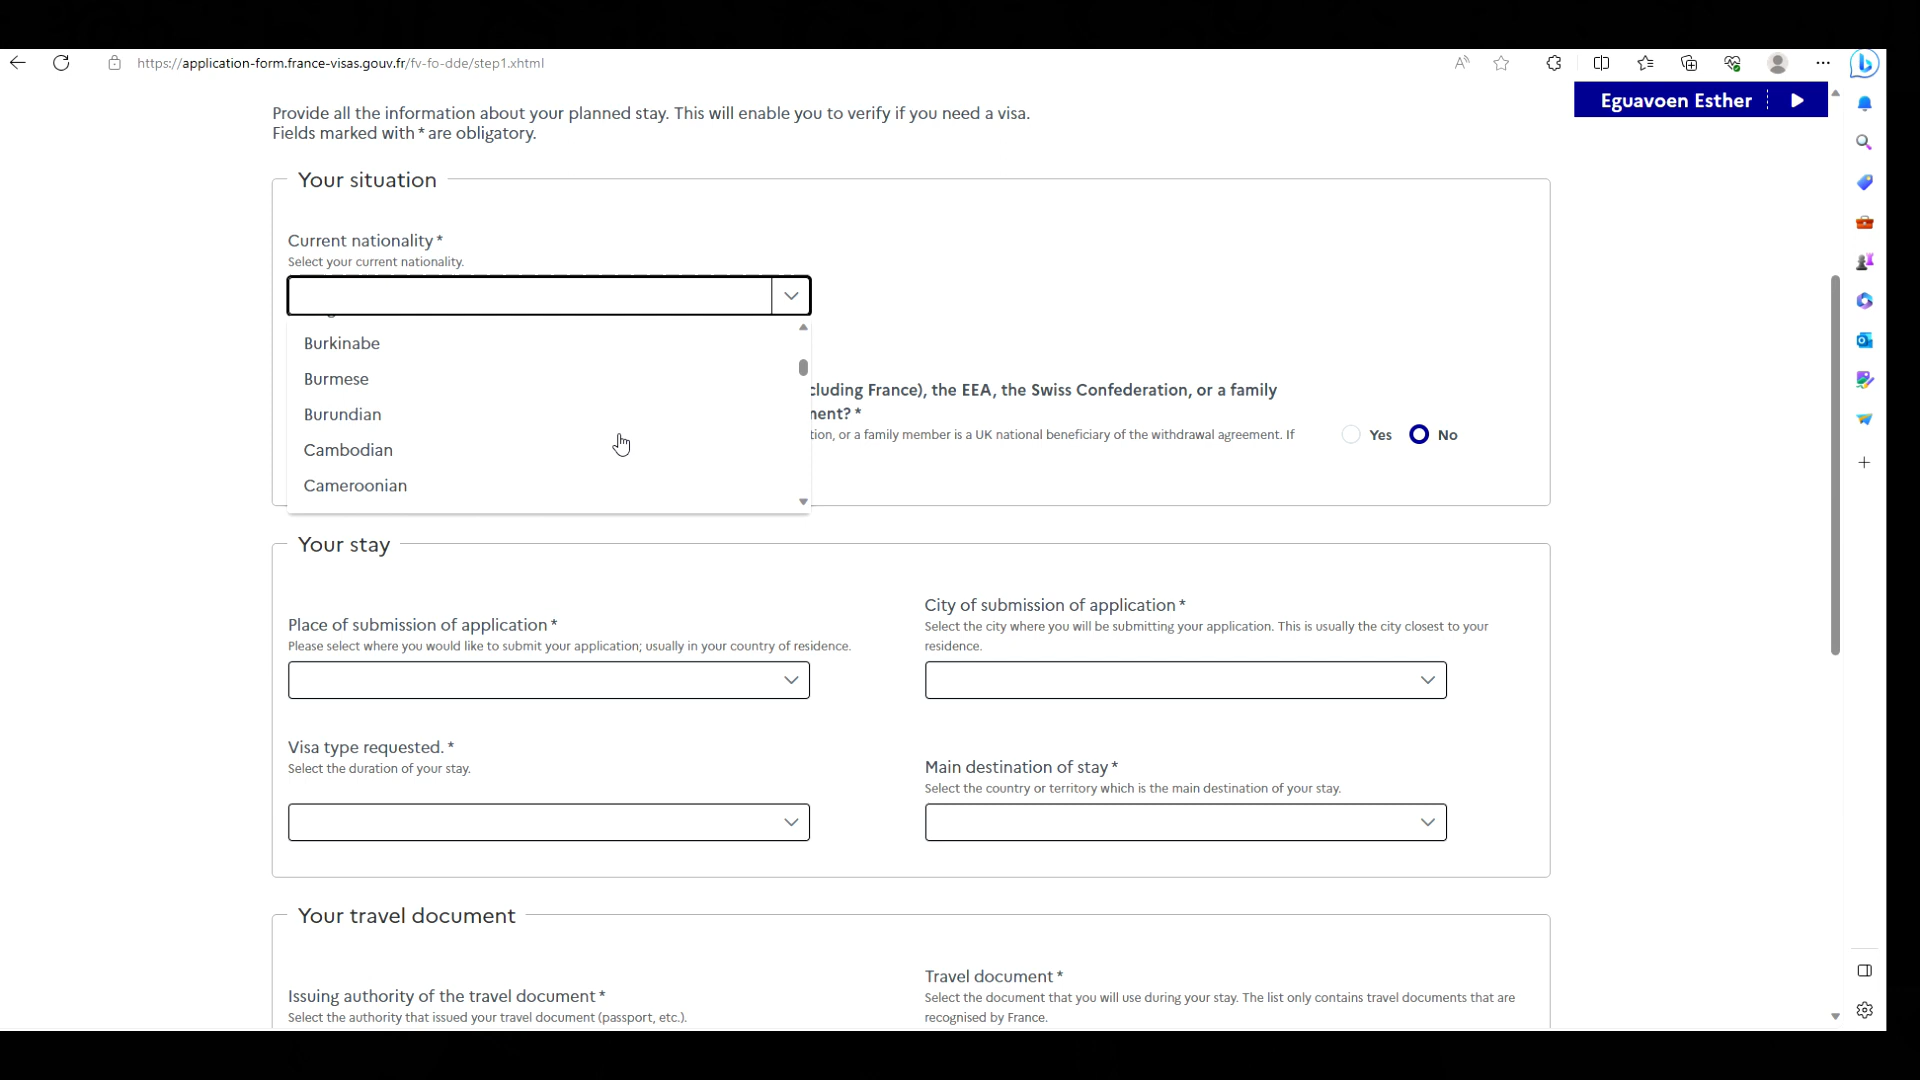 https://application-form.france-visas.gouv.fr/fv-fo-dde/step1.xhtml
Eguavoen Esther
Provide all the information about your planned stay. This will enable you to verify if you need a visa.
Fields marked with * are obligatory.
Your situation
Current nationality *
Select your current nationality.
Burkinabe
Burmese
Burundian
Cambodian
Cameroonian
cluding France), the EEA, the Swiss Confederation, or a family
ment? *
tion, or a family member is a UK national beneficiary of the withdrawal agreement. If
Yes
No
Your stay
Place of submission of application *
Please select where you would like to submit your application; usually in your country of residence.
City of submission of application *
Select the city where you will be submitting your application. This is usually the city closest to your
residence.
Visa type requested. *
Select the duration of your stay.
Main destination of stay *
Select the country or territory which is the main destination of your stay.
Your travel document
Issuing authority of the travel document *
Select the authority that issued your travel document (passport, etc.).
Travel document *
Select the document that you will use during your stay. The list only contains travel documents that are
recognised by France.